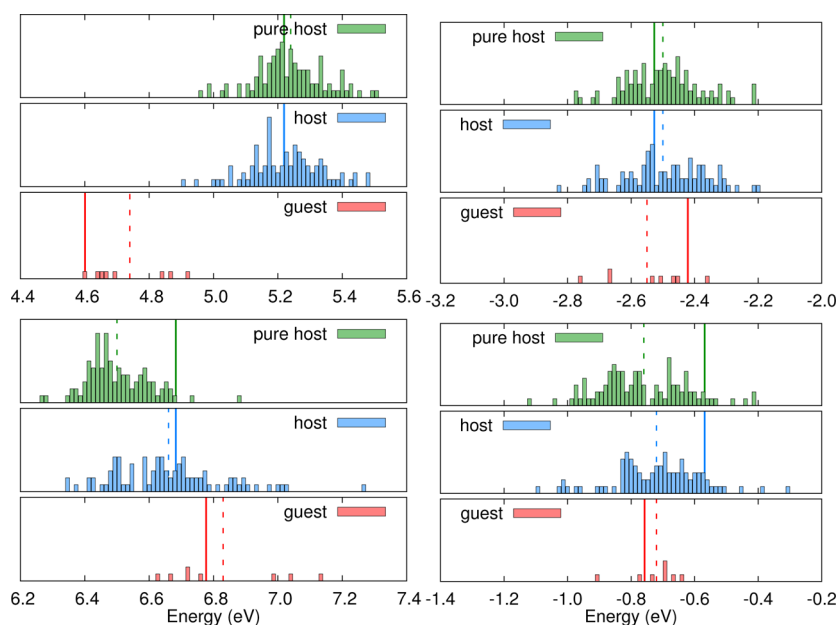 pure host
host
guest
4.4 4.6 4.8 5.0 5.2 5.4 5.6
pure host
host
guest
-3.2 -3.0 -2.8 -2.6 -2.4 -2.2 -2.0
pure host
host
guest
6.2 6.4 6.6 6.8 7.0 7.2 7.4
Energy (eV)
pure host
host
guest
-1.4 -1.2 -1.0 -0.8 -0.6 -0.4 -0.2
Energy (eV)